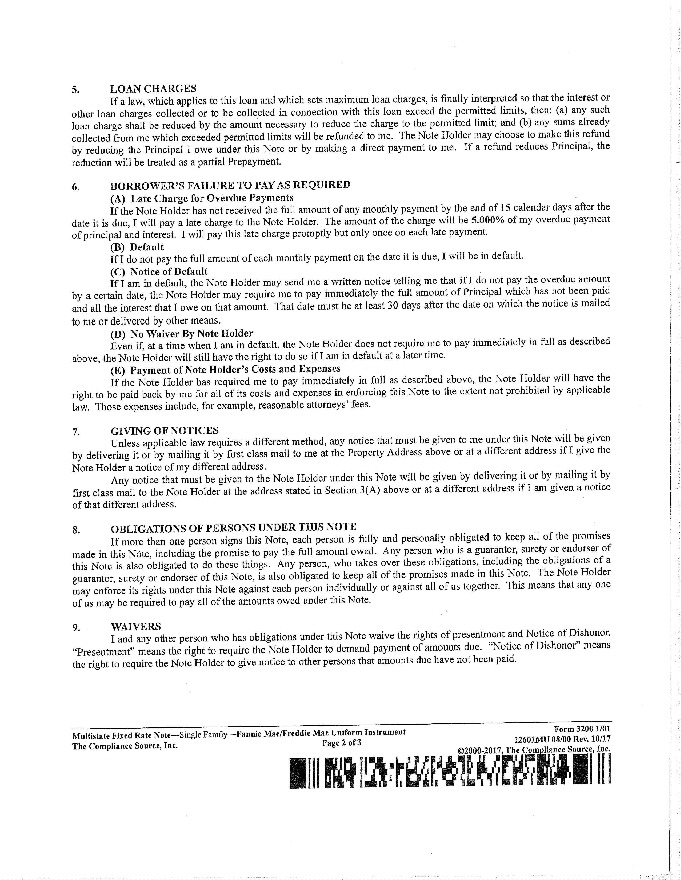 5. LOAN CHARGES
If a law, which applies to this loan and which sets maximum loan charges, is finally interpreted so that the interest or
other loan charges collected or to be collected in connection with this loan exceed the permitted limits, then: (a) any such
loan charge shall be reduced by the amount necessary to reduce the charge to the permitted limit; and (b) any sums already
collected from me which exceeded permitted limits will be refunded to me. The Note Holder may choose to make this refund
by reducing the Principal I owe under this Note or by making a direct payment to me. If a refund reduces Principal, the
reduction will be treated as a partial Prepayment.
6. BORROWER'S FAILURE TO PAY AS REQUIRED
(A) Late Charge for Overdue Payments
If the Note Holder has not received the full amount of any monthly payment by the end of 15 calendar days after the
date it is due, I will pay a late charge to the Note Holder. The amount of the charge will be 5.000% of my overdue payment
of principal and interest. I will pay this late charge promptly but only once on each late payment.
(B) Default
If I do not pay the full amount of each monthly payment on the date it is due, I will be in default.
(C) Notice of Default
If I am in default, the Note Holder may send me a written notice telling me that if I do not pay the overdue amount
by a certain date, the Note Holder may require me to pay immediately the full amount of Principal which has not been paid
and all the interest that I owe on that amount. That date must be at least 30 days after the date on which the notice is mailed
to me or delivered by other means.
(D) No Waiver By Note Holder
Even if, at a time when I am in default, the Note Holder does not require me to pay immediately in full as described
above, the Note Holder will still have the right to do so if I am in default at a later time.
(E) Payment of Note Holder's Costs and Expenses
If the Note Holder has required me to pay immediately in full as described above, the Note Holder will have the
right to be paid back by me for all of its costs and expenses in enforcing this Note to the extent not prohibited by applicable
law. Those expenses include, for example, reasonable attorneys' fees.
7. GIVING OF NOTICES
Unless applicable law requires a different method, any notice that must be given to me under this Note will be given
by delivering it or by mailing it by first class mail to me at the Property Address above or at a different address if I give the
Note Holder a notice of my different address.
Any notice that must be given to the Note Holder under this Note will be given by delivering it or by mailing it by
first class mail to the Note Holder at the address stated in Section 3(A) above or at a different address if I am given a notice
of that different address.
8. OBLIGATIONS OF PERSONS UNDER THIS NOTE
If more than one person signs this Note, each person is fully and personally obligated to keep all of the promises
made in this Note, including the promise to pay the full amount owed. Any person who is a guarantor, surety or endorser of
this Note is also obligated to do these things. Any person, who takes over these obligations, including the obligations of a
guarantor, surety or endorser of this Note, is also obligated to keep all of the promises made in this Note. The Note Holder
may enforce its rights under this Note against each person individually or against all of us together. This means that any one
of us may be required to pay all of the amounts owed under this Note.
9. WAIVERS
I and any other person who has obligations under this Note waive the rights of presentment and Notice of Dishonor.
"Presentment" means the right to require the Note Holder to demand payment of amounts due. "Notice of Dishonor" means
the right to require the Note Holder to give notice to other persons that amounts due have not been paid.
Multistate Fixed Rate Note—Single Family—Fannie Mae/Freddie Mac Uniform Instrument Form 3200 1/01
The Compliance Source, Inc. Page 2 of 3 08/00 Rev. 10/17
©2000-2017, The Compliance Source, Inc.